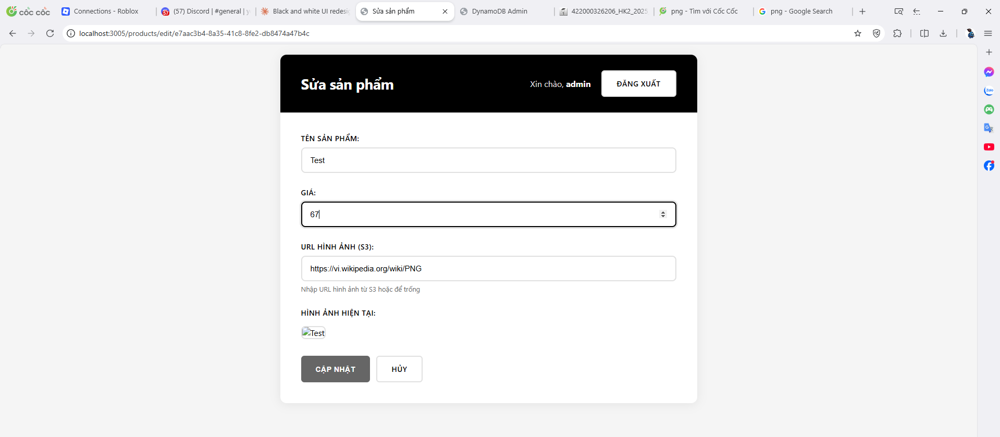 cốc cốc
Connections - Roblox
(57) Discord | #general | y
Black and white UI redesig
Sửa sản phẩm
DynamoDB Admin
422000326206_HK2_2025
png - Tìm với Cốc Cốc
png - Google Search
localhost:3005/products/edit/e7aac3b4-8a35-41c8-8fe2-db8474a47b4c
Sửa sản phẩm
Xin chào, admin
ĐĂNG XUẤT
TÊN SẢN PHẨM:
Test
GIÁ:
67
URL HÌNH ẢNH (S3):
https://vi.wikipedia.org/wiki/PNG
Nhập URL hình ảnh từ S3 hoặc để trống
HÌNH ẢNH HIỆN TẠI:
Test
CẬP NHẬT
HỦY
57
Zalo